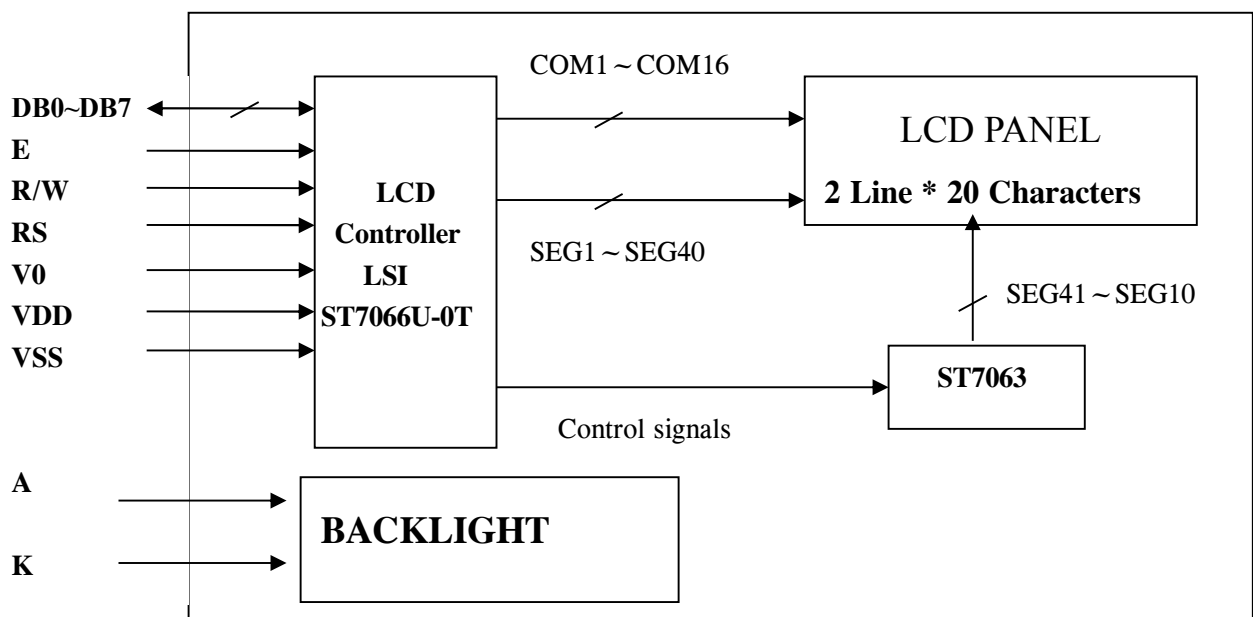 COM1~COM16
DB0~DB7
E
R/W
RS
V0
VDD
VSS
LCD
Controller
LSI
ST7066U-0T
LCD PANEL
2 Line * 20 Characters
SEG1~SEG40
SEG41~SEG10
ST7063
Control signals
A
K
BACKLIGHT